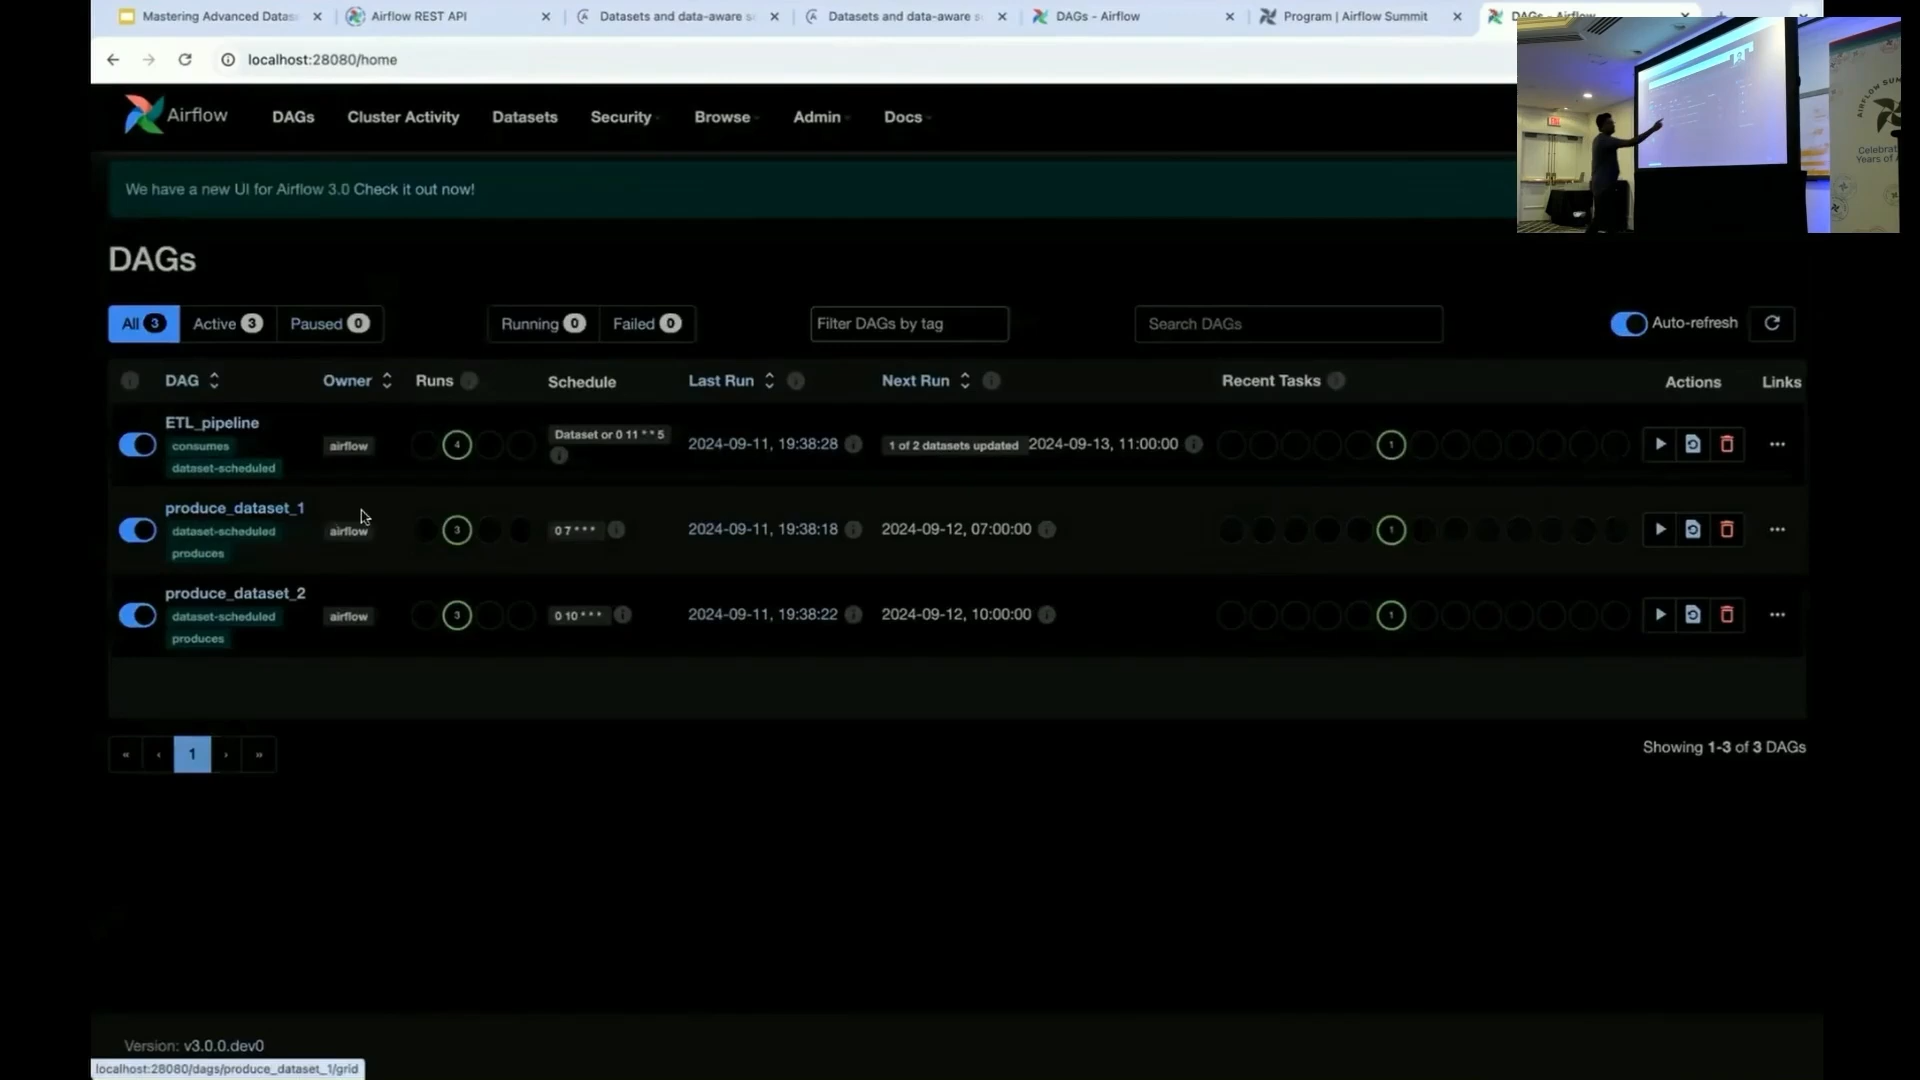 Mastering Advanced Datas
Airflow REST API
Datasets and data-aware s
Datasets and data-aware s
DAGs - Airflow
Program | Airflow Summit
DAGs - Airflow
localhost:28080/home
Airflow
DAGs
Cluster Activity
Datasets
Security
Browse
Admin
Docs
We have a new UI for Airflow 3.0 Check it out now!
DAGs
All 3
Active 3
Paused 0
Running 0
Failed 0
Filter DAGs by tag
Search DAGs
Auto-refresh
DAG
Owner
Runs
Schedule
Last Run
Next Run
Recent Tasks
Actions
Links
ETL_pipeline
consumes
dataset-scheduled
airflow
4
Dataset or 0 11 * * 5
2024-09-11, 19:38:28
1 of 2 datasets updated
2024-09-13, 11:00:00
1
produce_dataset_1
dataset-scheduled
produces
airflow
3
0 7 * * *
2024-09-11, 19:38:18
2024-09-12, 07:00:00
1
produce_dataset_2
dataset-scheduled
produces
airflow
3
0 10 * * *
2024-09-11, 19:38:22
2024-09-12, 10:00:00
1
« ‹ 1 › »
Showing 1-3 of 3 DAGs
Version: v3.0.0.dev0
localhost:28080/dags/produce_dataset_1/grid
EXIT
AIRFLOW SUM
Celebrat
Years of A